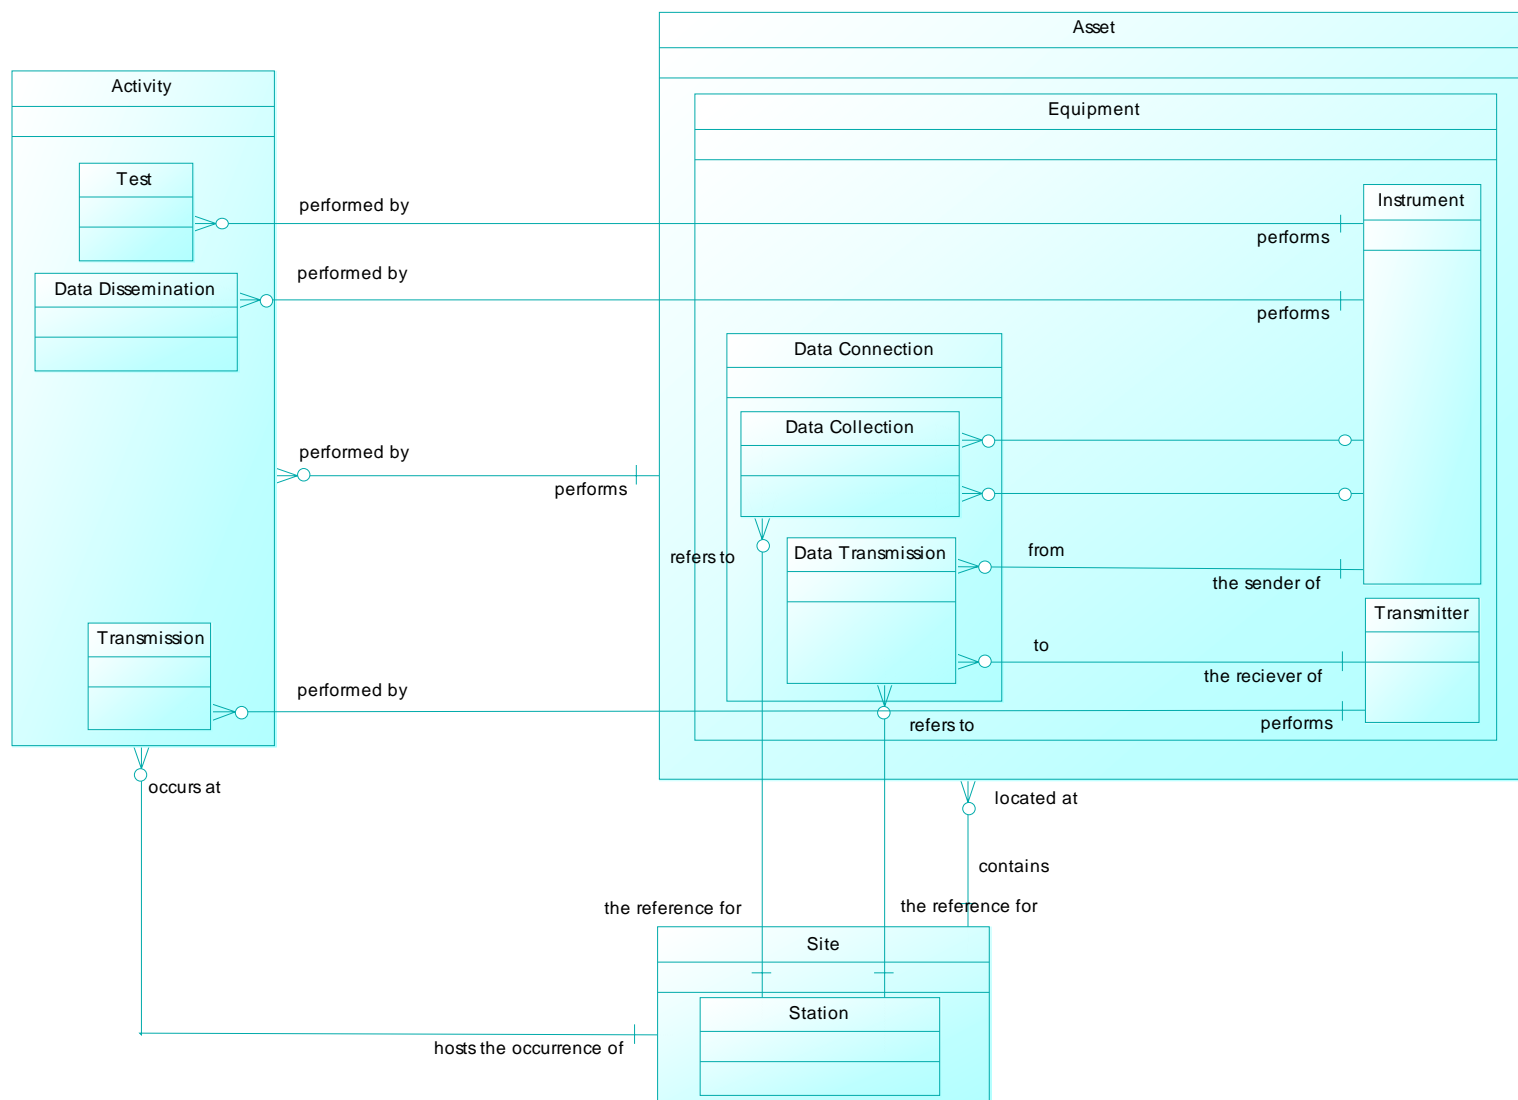 Asset
Activity
Equipment
Test
Instrument
performed by
performs
performed by
Data Dissemination
performs
Data Connection
Data Collection
performed by
performs
refers to
Data Transmission
from
the sender of
Transmission
Transmitter
to
the reciever of
performed by
refers to
performs
occurs at
located at
contains
the reference for
the reference for
Site
Station
hosts the occurrence of